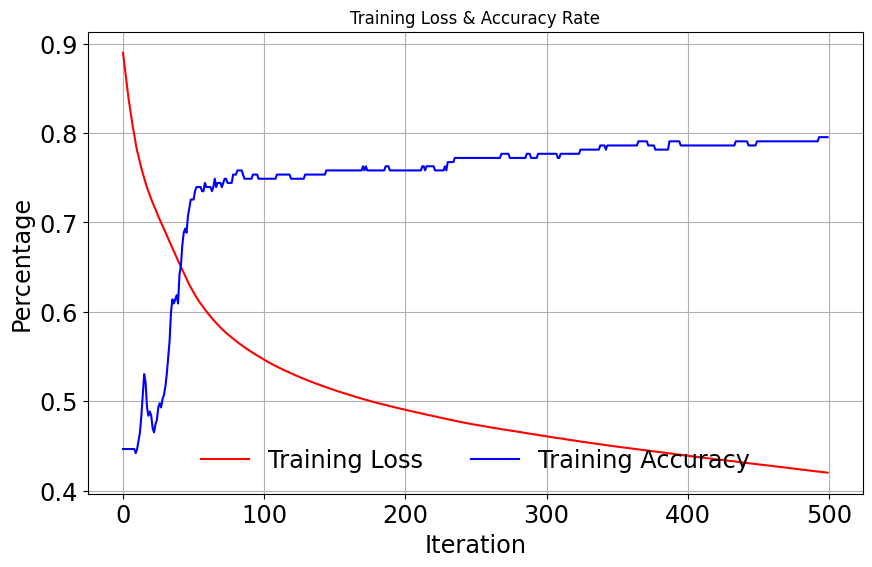 Training Loss & Accuracy Rate
0.9
0.8
0.7
0.6
0.5
0.4
Percentage
Training Loss
Training Accuracy
0
100
200
300
400
500
Iteration